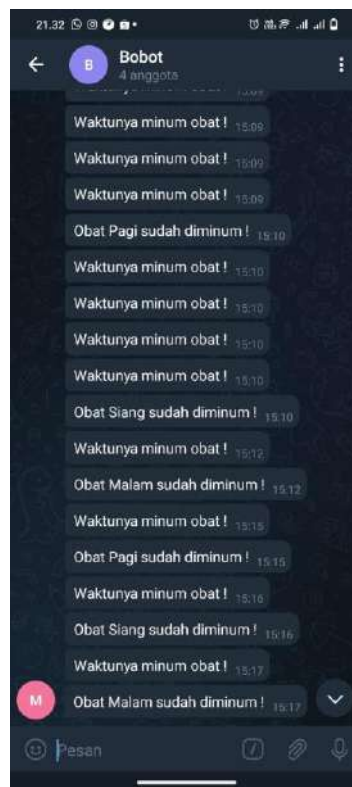 21.32
B
Bobot
4 anggota
Waktunya minum obat ! 15:09
Waktunya minum obat ! 15:09
Waktunya minum obat ! 15:09
Obat Pagi sudah diminum ! 15:10
Waktunya minum obat ! 15:10
Waktunya minum obat ! 15:10
Waktunya minum obat ! 15:10
Waktunya minum obat ! 15:10
Obat Siang sudah diminum ! 15:10
Waktunya minum obat ! 15:12
Obat Malam sudah diminum ! 15:12
Waktunya minum obat ! 15:15
Obat Pagi sudah diminum ! 15:15
Waktunya minum obat ! 15:16
Obat Siang sudah diminum ! 15:16
Waktunya minum obat ! 15:17
M
Obat Malam sudah diminum ! 15:17
Pesan